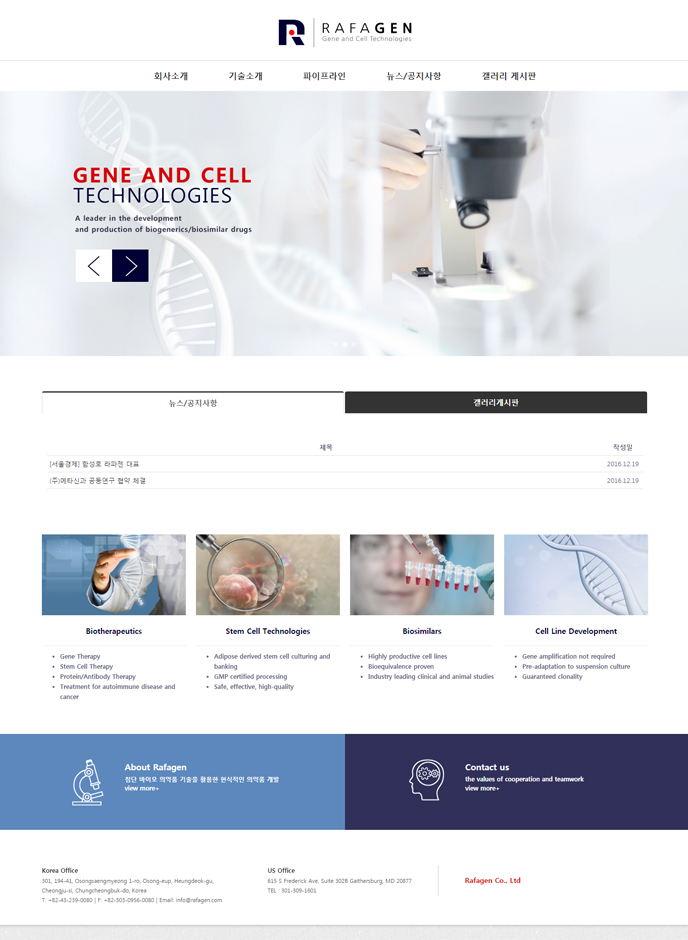 RAFAGEN
Gene and Cell Technologies
회사소개 기술소개 파이프라인 뉴스/공지사항 갤러리 게시판
GENE AND CELL
TECHNOLOGIES
A leader in the development
and production of biogenerics/biosimilar drugs
뉴스/공지사항 갤러리게시판
제목 작성일
[서울경제] 함성호 라파젠 대표 2016.12.19
(주)메타신과 공동연구 협약 체결 2016.12.19
Biotherapeutics
Gene Therapy
Stem Cell Therapy
Protein/Antibody Therapy
Treatment for autoimmune disease and
cancer
Stem Cell Technologies
Adipose derived stem cell culturing and
banking
GMP certified processing
Safe, effective, high-quality
Biosimilars
Highly productive cell lines
Bioequivalence proven
Industry leading clinical and animal studies
Cell Line Development
Gene amplification not required
Pre-adaptation to suspension culture
Guaranteed clonality
About Rafagen
첨단 바이오 의약품 기술을 활용한 현식적인 의약품 개발
view more+
Contact us
the values of cooperation and teamwork
view more+
Korea Office
301, 194-41, Osongsaengmyeong 1-ro, Osong-eup, Heungdeok-gu,
Cheongju-si, Chungcheongbuk-do, Korea
T: +82-43-239-0080 | F: +82-303-0956-0080 | Email: info@rafagen.com
US Office
615 S Frederick Ave, Suite 302B Gaithersburg, MD 20877
TEL : 301-309-1601
Rafagen Co., Ltd